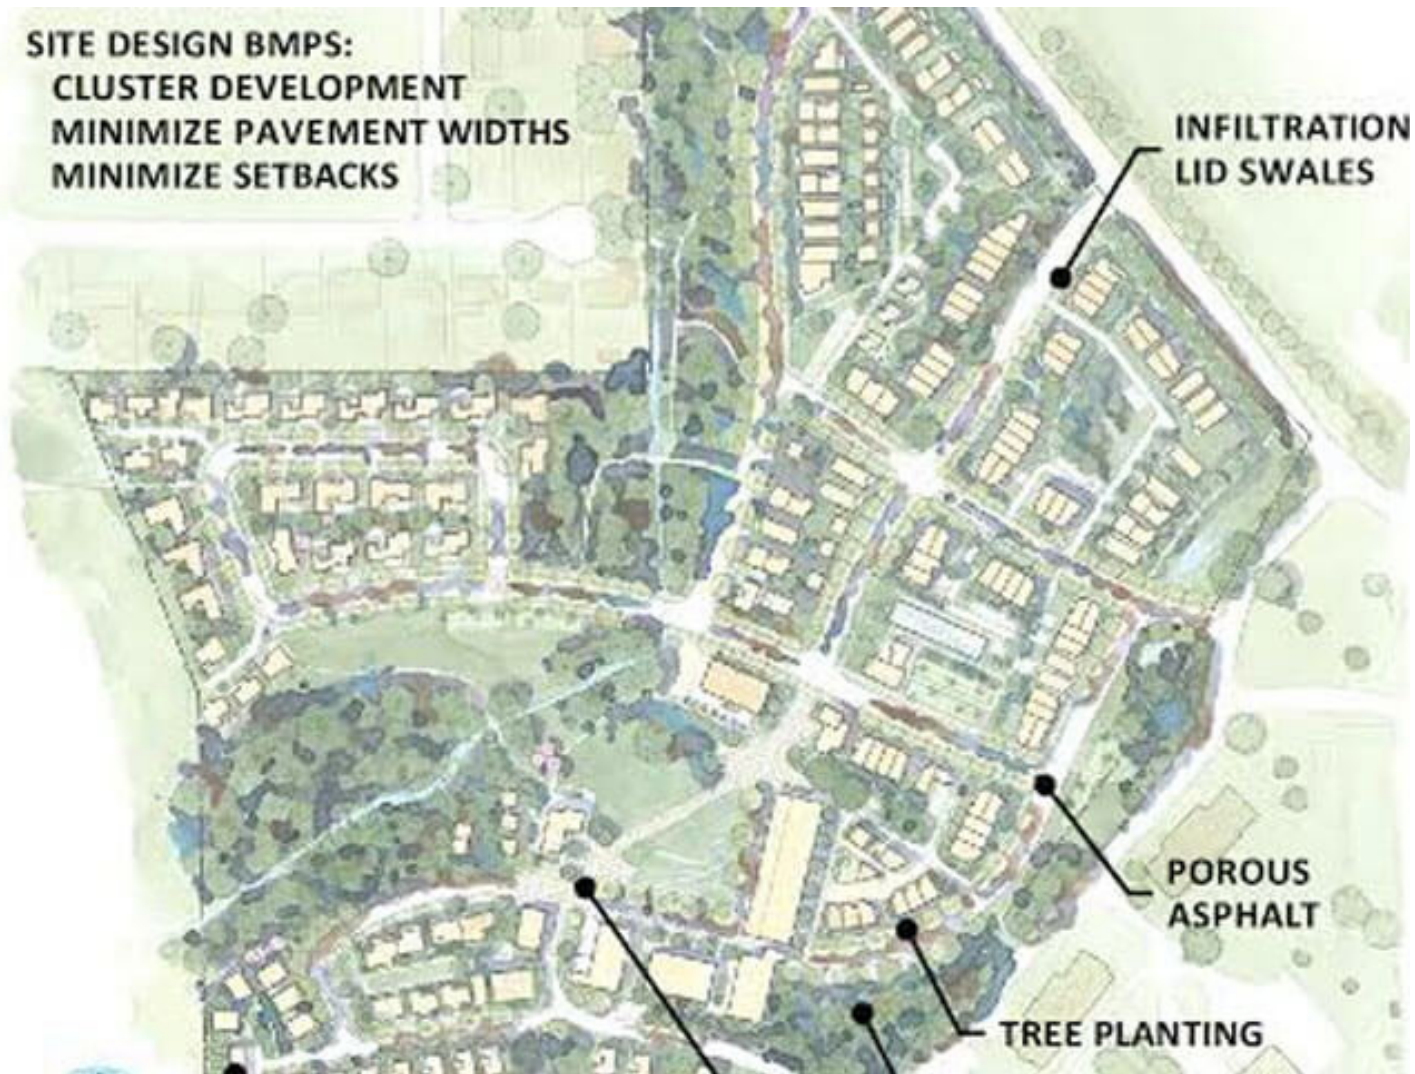 SITE DESIGN BMPS:
CLUSTER DEVELOPMENT
MINIMIZE PAVEMENT WIDTHS
MINIMIZE SETBACKS
INFILTRATION
LID SWALES
POROUS
ASPHALT
TREE PLANTING